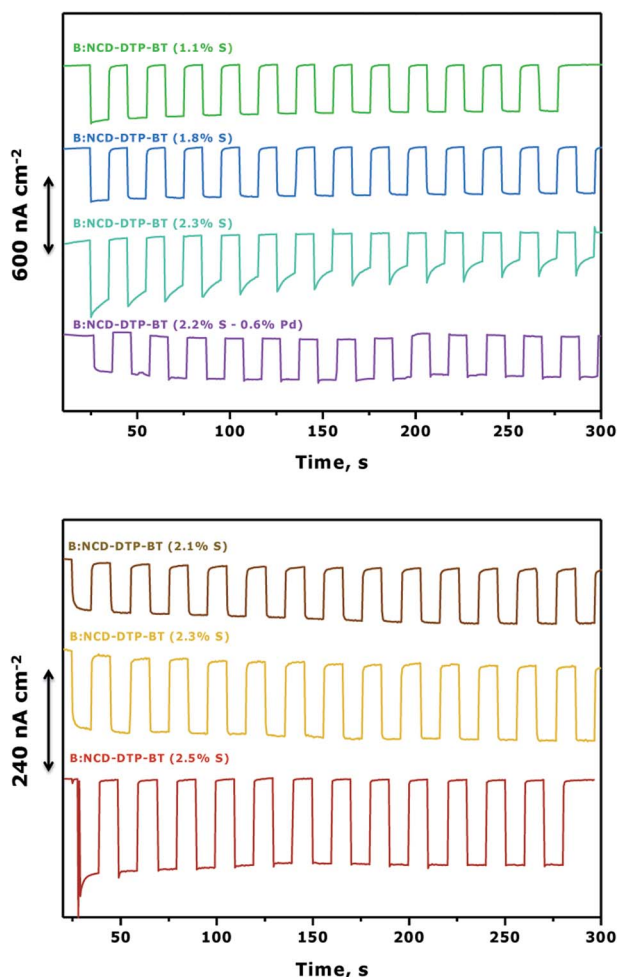 B:NCD-DTP-BT (1.1% S)
B:NCD-DTP-BT (1.8% S)
B:NCD-DTP-BT (2.3% S)
B:NCD-DTP-BT (2.2% S - 0.6% Pd)
600 nA cm⁻²
50 100 150 200 250 300
Time, s
B:NCD-DTP-BT (2.1% S)
B:NCD-DTP-BT (2.3% S)
B:NCD-DTP-BT (2.5% S)
240 nA cm⁻²
50 100 150 200 250 300
Time, s